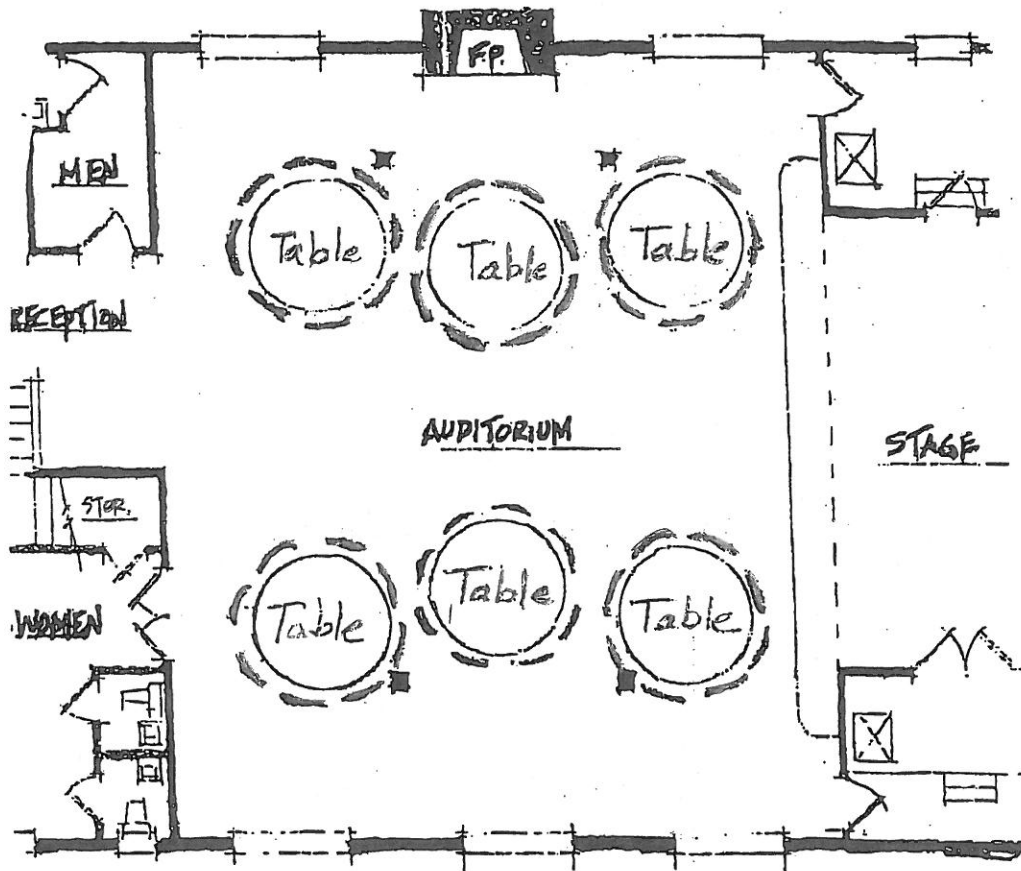 F.P.
MEN
Table
Table
Table
RECEPTION
AUDITORIUM
STAGE
STOR.
Table
Table
Table
WOMEN